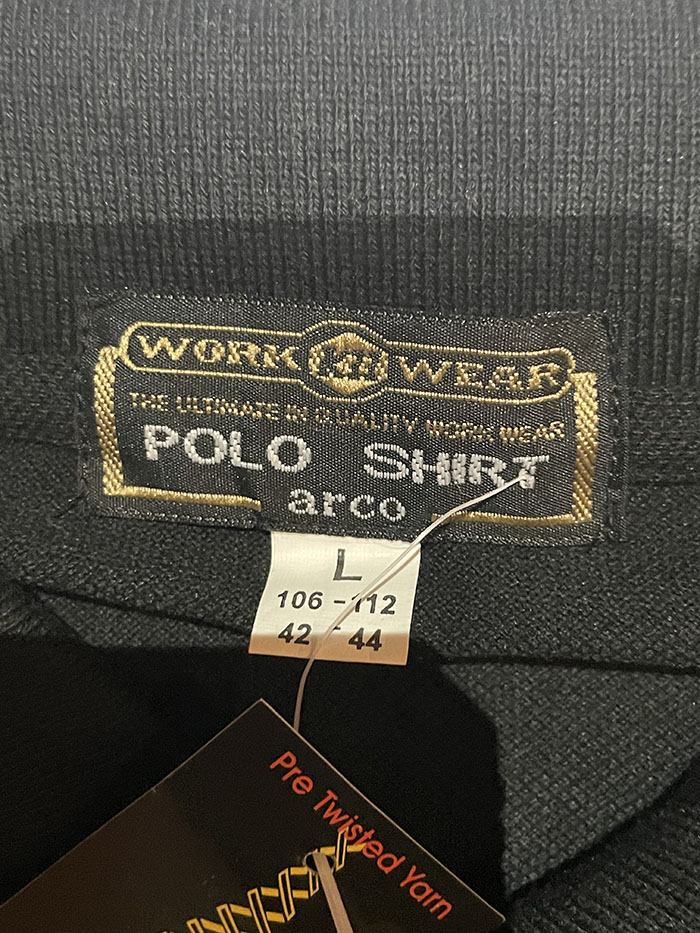 WORK WEAR
THE ULTIMATE IN QUALITY WORK WEAR
POLO SHIRT
arco
L
106 - 112
42 - 44
Pre Twisted Yarn